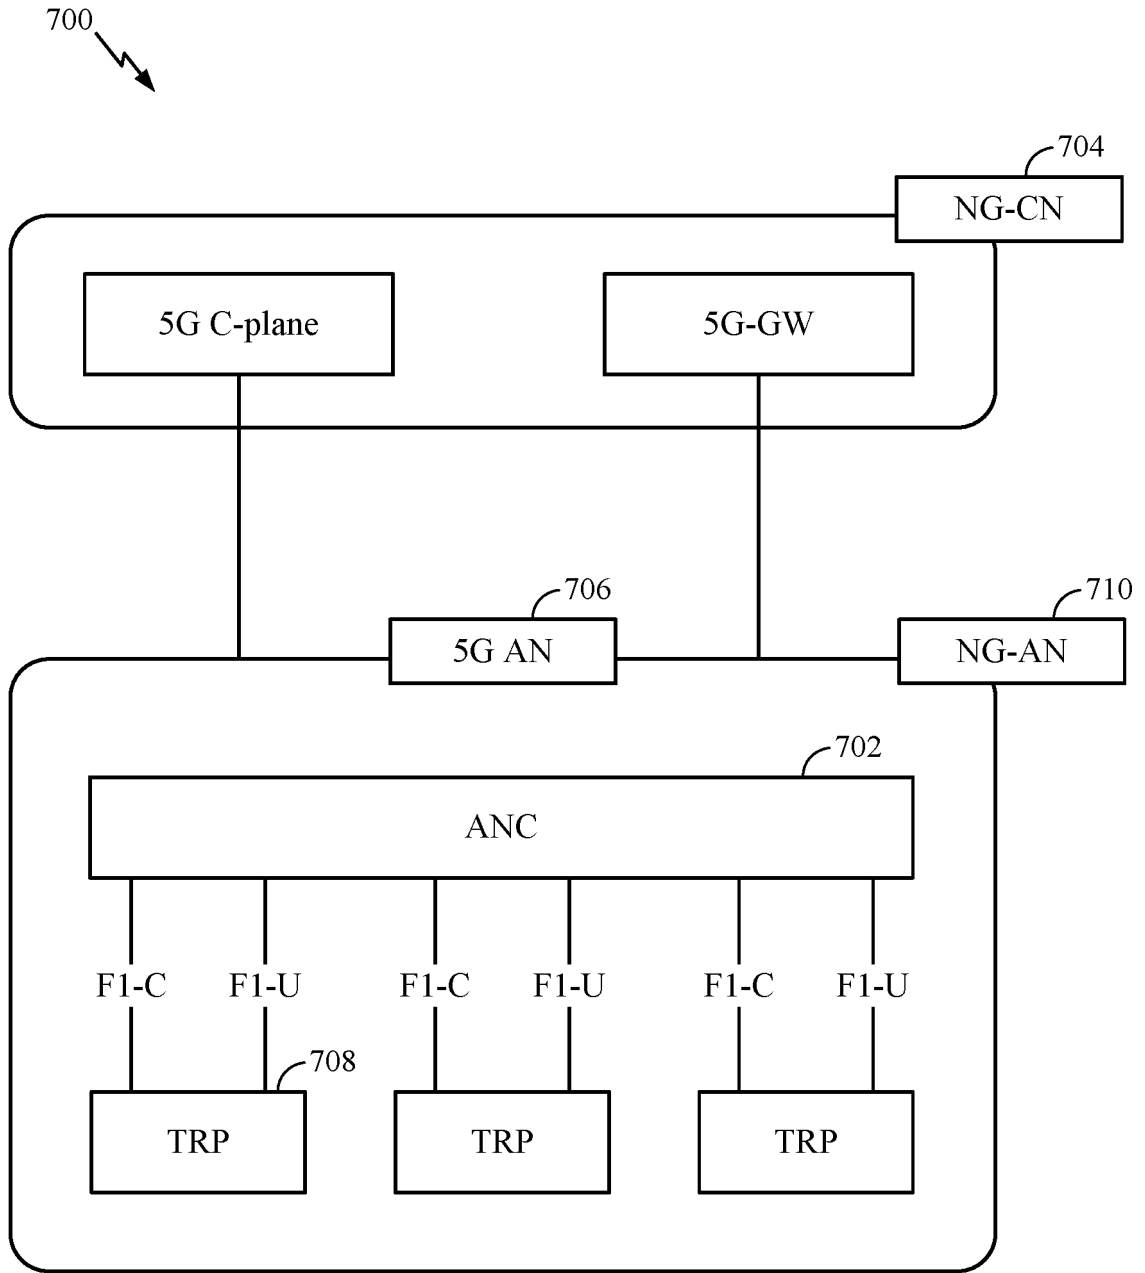 700
704
NG-CN
5G C-plane
5G-GW
706
710
5G AN
NG-AN
702
ANC
F1-C F1-U F1-C F1-U F1-C F1-U
708
TRP TRP TRP